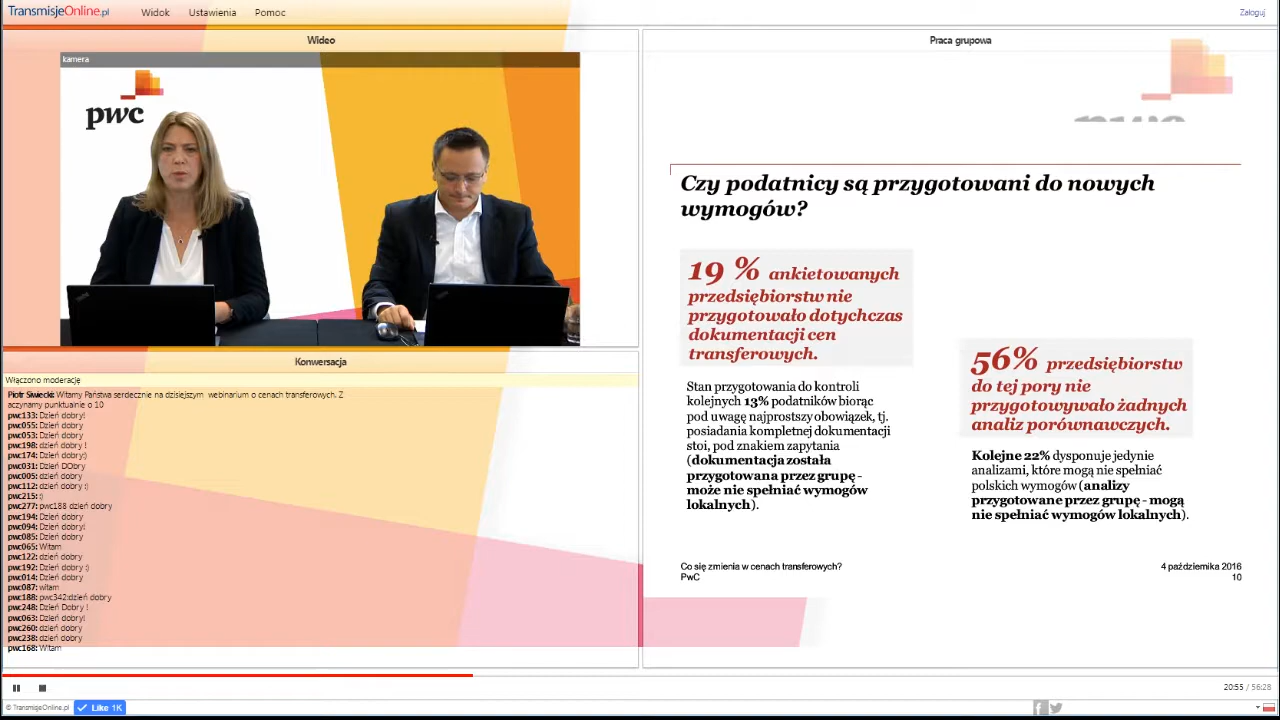 TransmisjeOnline.pl
Widok
Ustawienia
Pomoc
Zaloguj
Wideo
kamera
pwc
Konwersacja
Włączono moderację
Piotr Siwiecki: Witamy Państwa serdecznie na dzisiejszym webinarium o cenach transferowych. Z
aczynamy punktualnie o 10
pwc133: Dzień dobry!
pwc055: Dzień dobry
pwc053: Dzień dobry
pwc198: dzień dobry !
pwc174: Dzień dobry:)
pwc031: Dzień DObry
pwc005: dzień dobry
pwc112: dzień dobry :)
pwc215: :)
pwc277: pwc188 dzień dobry
pwc194: Dzień dobry
pwc094: Dzień dobry!
pwc085: Dzień dobry
pwc065: Witam
pwc122: dzień dobry
pwc192: Dzień dobry :)
pwc014: Dzień dobry
pwc087: witam
pwc188: pwc342:dzień dobry
pwc248: Dzień Dobry !
pwc063: Dzień dobry!
pwc260: dzień dobry
pwc238: dzień dobry
pwc168: Witam
Praca grupowa
pwc
Czy podatnicy są przygotowani do nowych
wymogów?
19 % ankietowanych
przedsiębiorstw nie
przygotowało dotychczas
dokumentacji cen
transferowych.
Stan przygotowania do kontroli
kolejnych 13% podatników biorąc
pod uwagę najprostszy obowiązek, tj.
posiadania kompletnej dokumentacji
stoi, pod znakiem zapytania
(dokumentacja została
przygotowana przez grupę -
może nie spełniać wymogów
lokalnych).
56% przedsiębiorstw
do tej pory nie
przygotowywało żadnych
analiz porównawczych.
Kolejne 22% dysponuje jedynie
analizami, które mogą nie spełniać
polskich wymogów (analizy
przygotowane przez grupę - mogą
nie spełniać wymogów lokalnych).
Co się zmienia w cenach transferowych?
PwC
4 października 2016
10
20:55 / 56:28
© TransmisjeOnline.pl
Like 1K